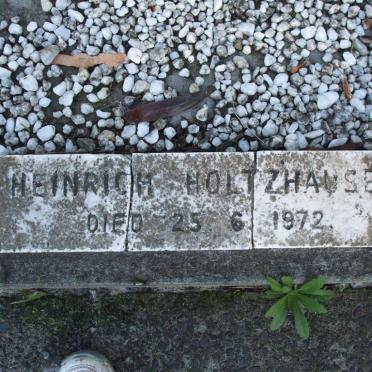 HEINRICH HOLTZHAUSE
DIED 25 6 1972